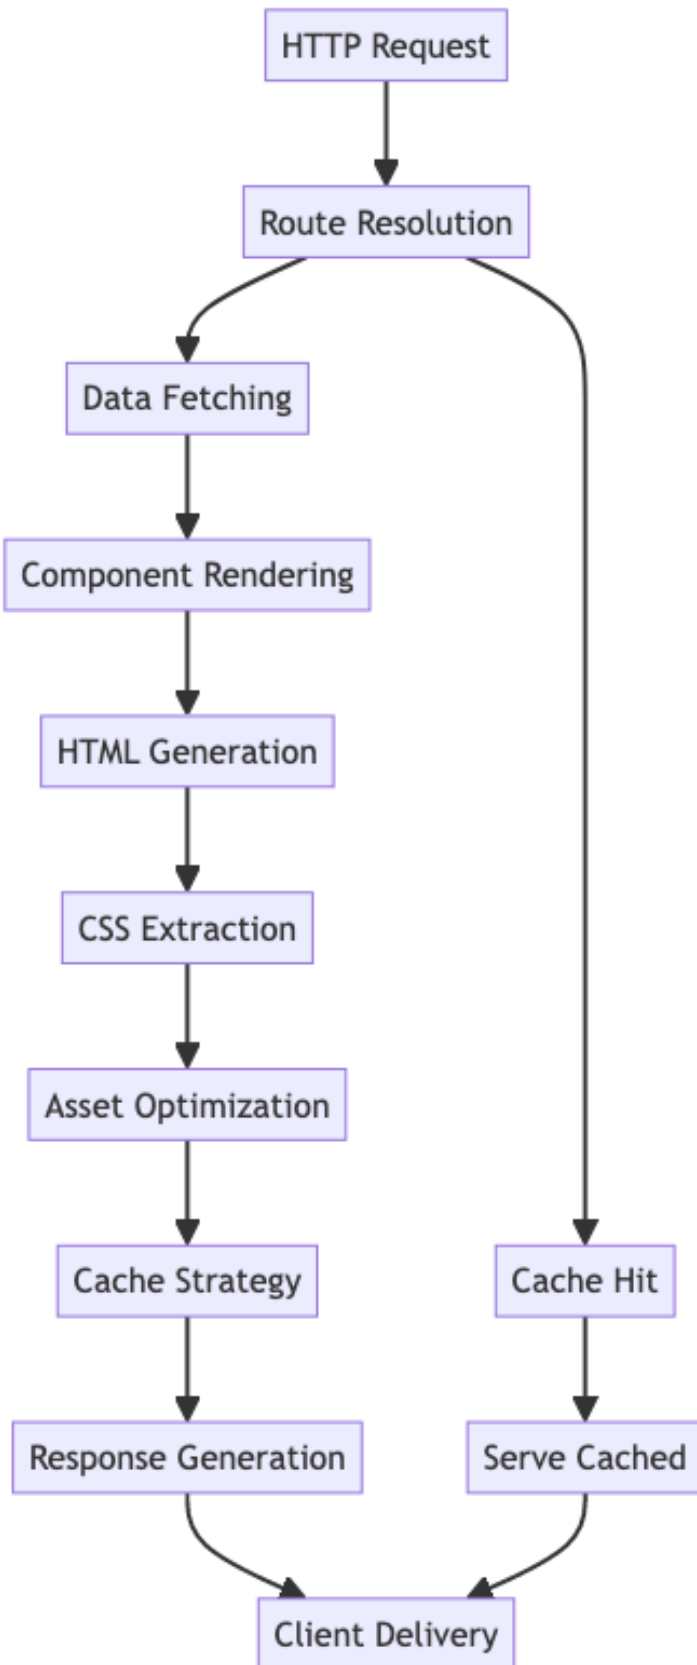 HTTP Request
Route Resolution
Data Fetching
Component Rendering
HTML Generation
CSS Extraction
Asset Optimization
Cache Strategy
Cache Hit
Response Generation
Serve Cached
Client Delivery